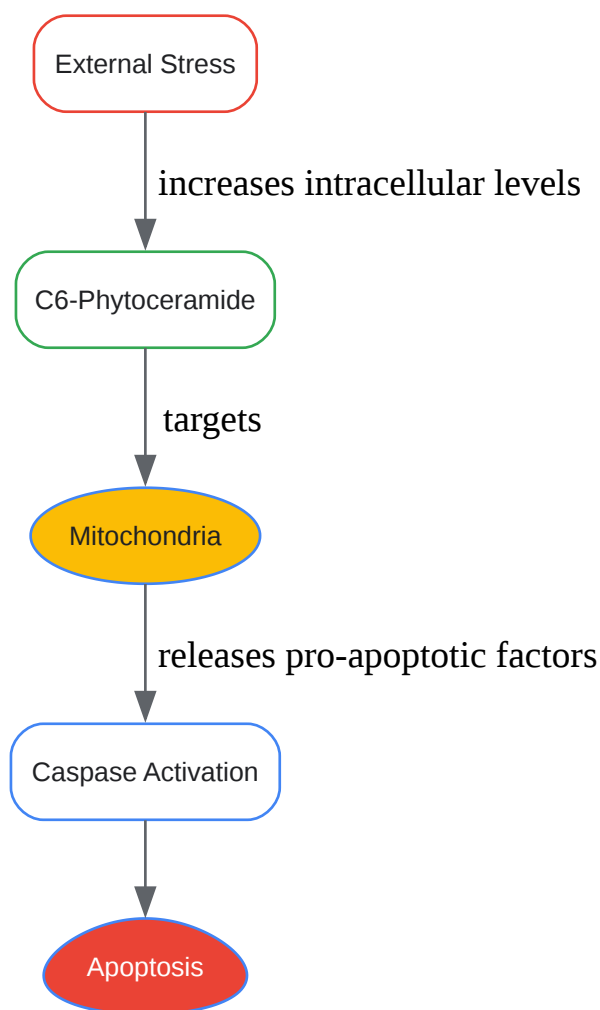 External Stress
increases intracellular levels
C6-Phytoceramide
targets
Mitochondria
releases pro-apoptotic factors
Caspase Activation
Apoptosis